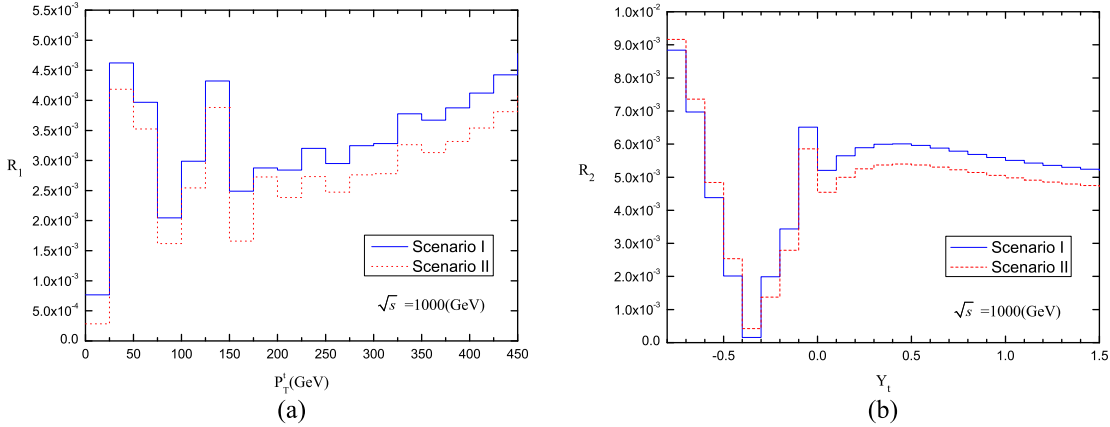 5.5x10⁻³
5.0x10⁻³
4.5x10⁻³
4.0x10⁻³
3.5x10⁻³
3.0x10⁻³
2.5x10⁻³
2.0x10⁻³
1.5x10⁻³
1.0x10⁻³
5.0x10⁻⁴
0.0
R₁
Scenario I
Scenario II
√s =1000(GeV)
0 50 100 150 200 250 300 350 400 450
Pᵗ_T(GeV)
(a)
1.0x10⁻²
9.0x10⁻³
8.0x10⁻³
7.0x10⁻³
6.0x10⁻³
5.0x10⁻³
4.0x10⁻³
3.0x10⁻³
2.0x10⁻³
1.0x10⁻³
0.0
R₂
Scenario I
Scenario II
√s =1000(GeV)
-0.5 0.0 0.5 1.0 1.5
Y_t
(b)